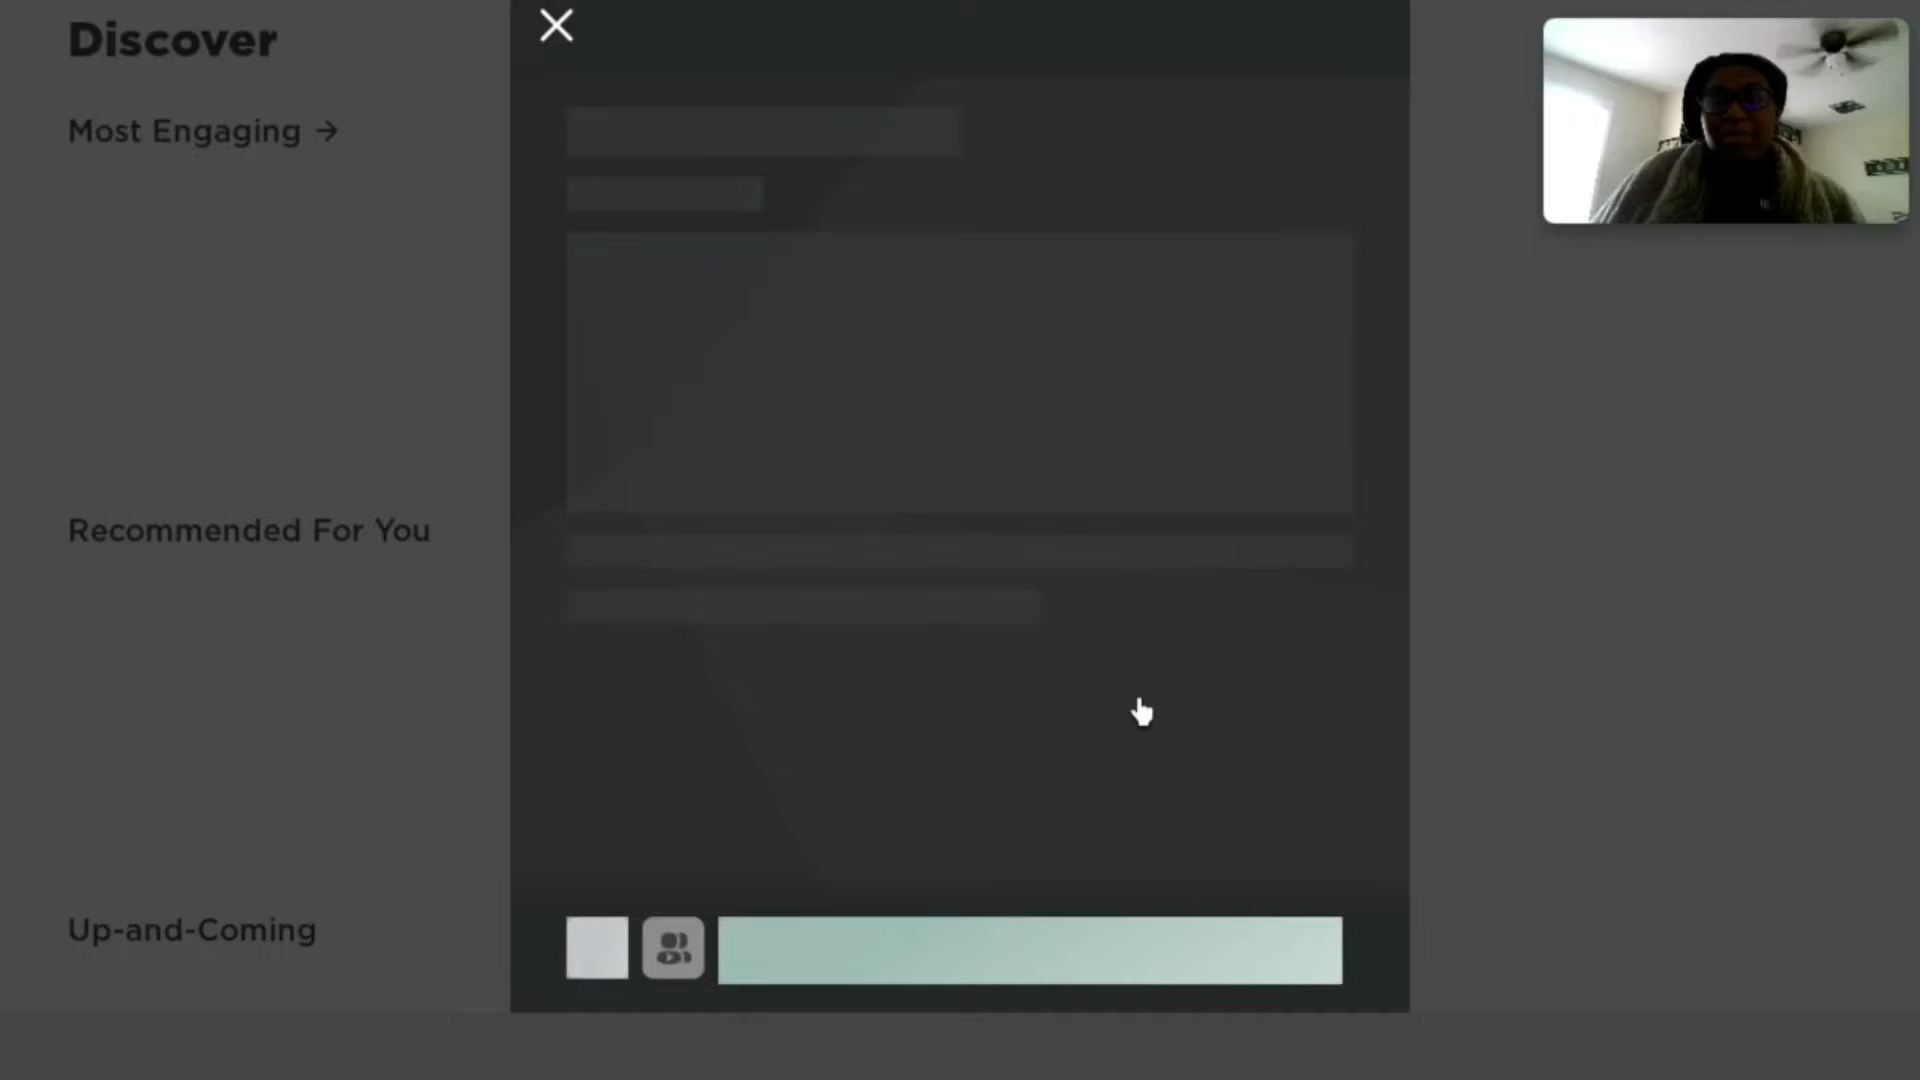 Discover
Most Engaging →
Recommended For You
Up-and-Coming